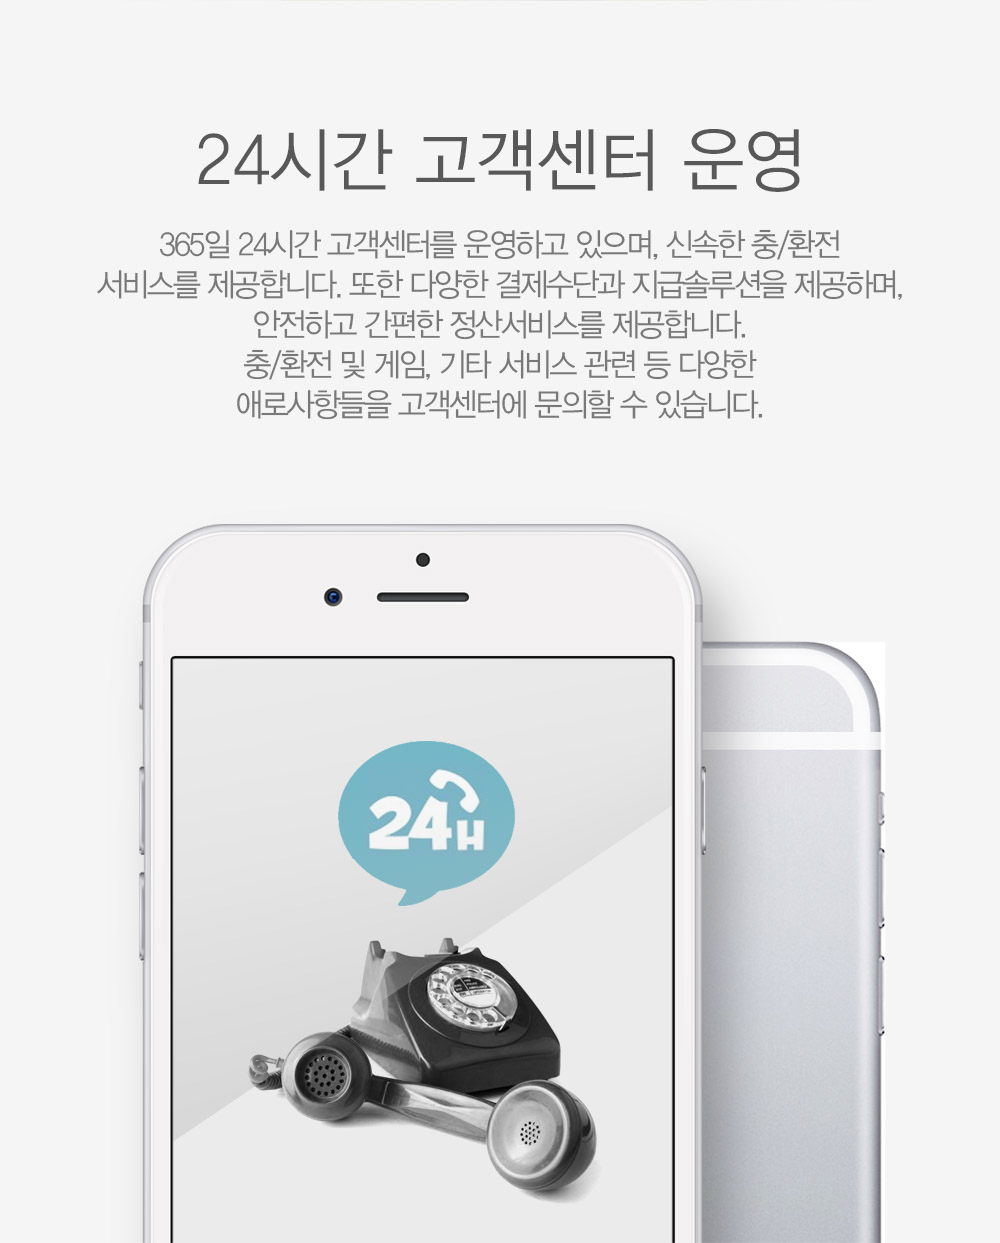 24시간 고객센터 운영
365일 24시간 고객센터를 운영하고 있으며, 신속한 충/환전
서비스를 제공합니다. 또한 다양한 결제수단과 지급솔루션을 제공하며,
안전하고 간편한 정산서비스를 제공합니다.
충/환전 및 게임, 기타 서비스 관련 등 다양한
애로사항들을 고객센터에 문의할 수 있습니다.
24H